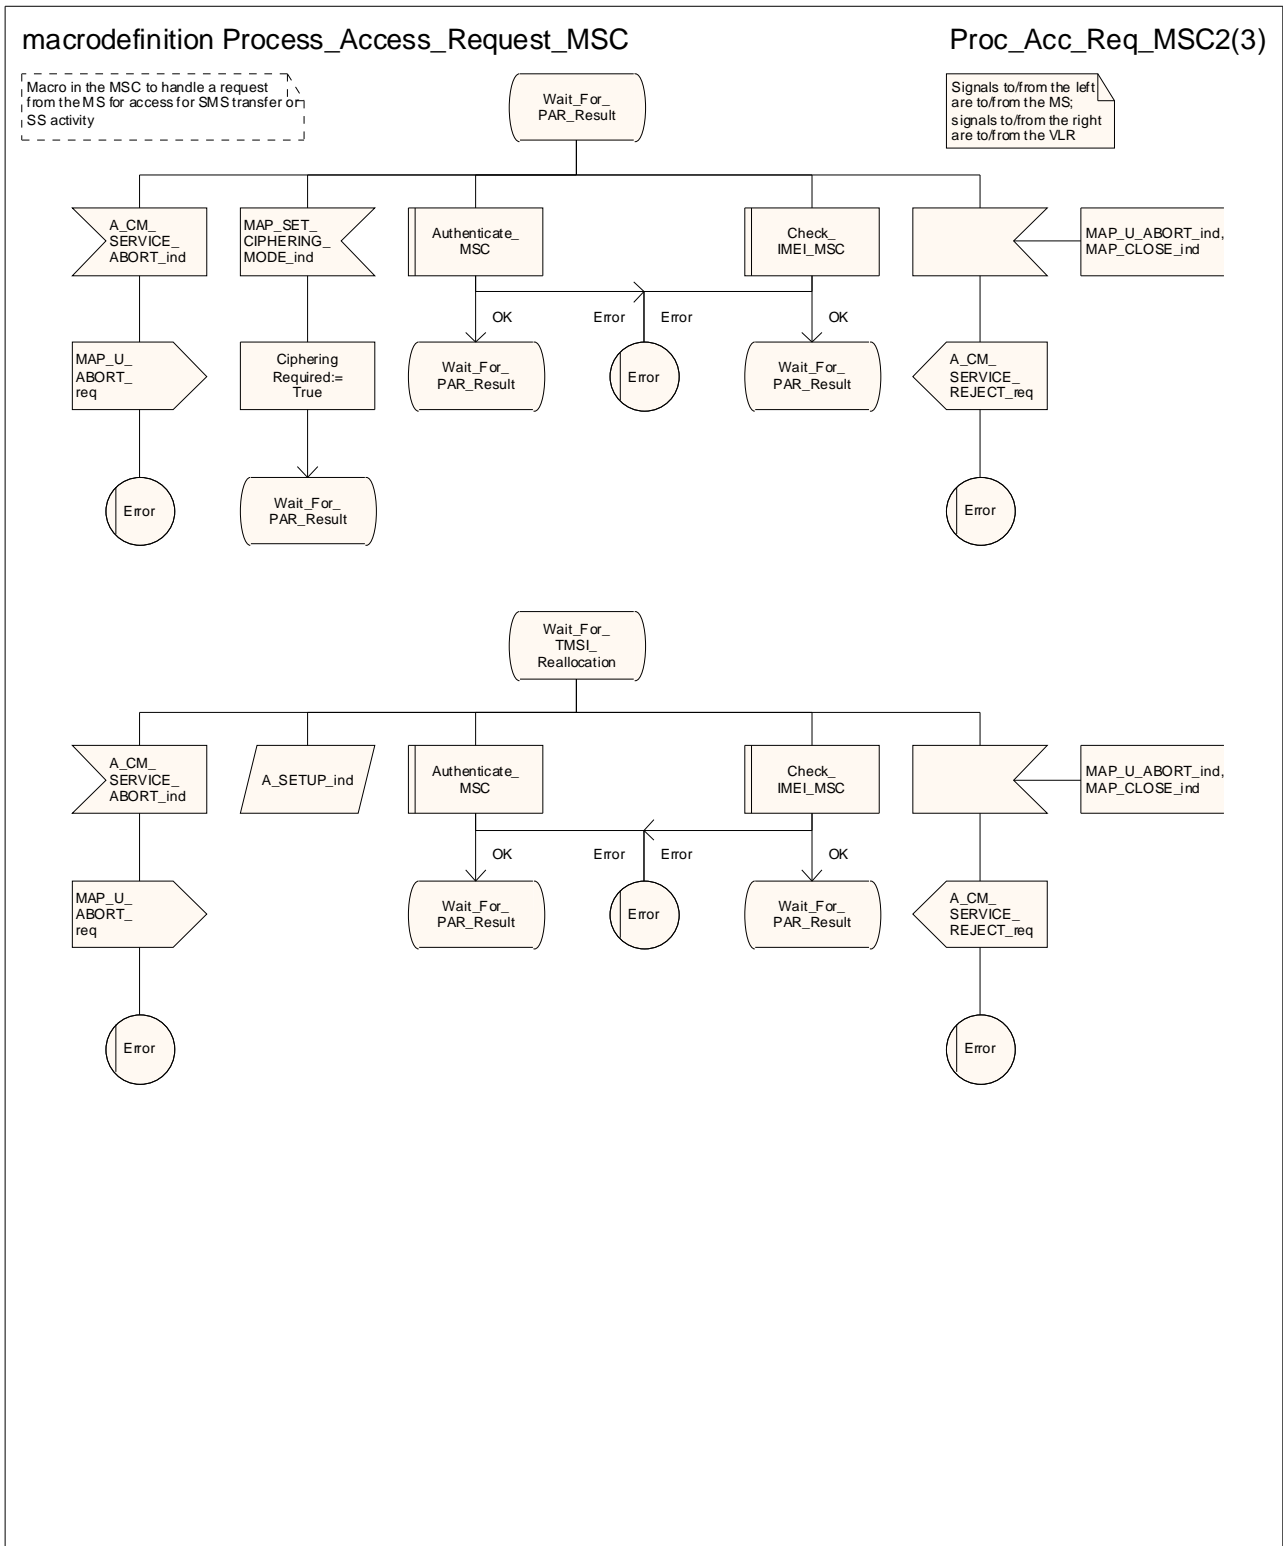 macrodefinition Process_Access_Request_MSC
Proc_Acc_Req_MSC2(3)
Macro in the MSC to handle a request
from the MS for access for SMS transfer or
SS activity
Wait_For_
PAR_Result
Signals to/from the left
are to/from the MS;
signals to/from the right
are to/from the VLR
A_CM_
SERVICE_
ABORT_ind
MAP_SET_
CIPHERING_
MODE_ind
Authenticate_
MSC
Check_
IMEI_MSC
MAP_U_ABORT_ind,
MAP_CLOSE_ind
OK
Error
Error
OK
MAP_U_
ABORT_
req
Ciphering
Required:=
True
Wait_For_
PAR_Result
Error
Wait_For_
PAR_Result
A_CM_
SERVICE_
REJECT_req
Error
Wait_For_
PAR_Result
Error
Wait_For_
TMSI_
Reallocation
A_CM_
SERVICE_
ABORT_ind
A_SETUP_ind
Authenticate_
MSC
Check_
IMEI_MSC
MAP_U_ABORT_ind,
MAP_CLOSE_ind
OK
Error
Error
OK
MAP_U_
ABORT_
req
Wait_For_
PAR_Result
Error
Wait_For_
PAR_Result
A_CM_
SERVICE_
REJECT_req
Error
Error